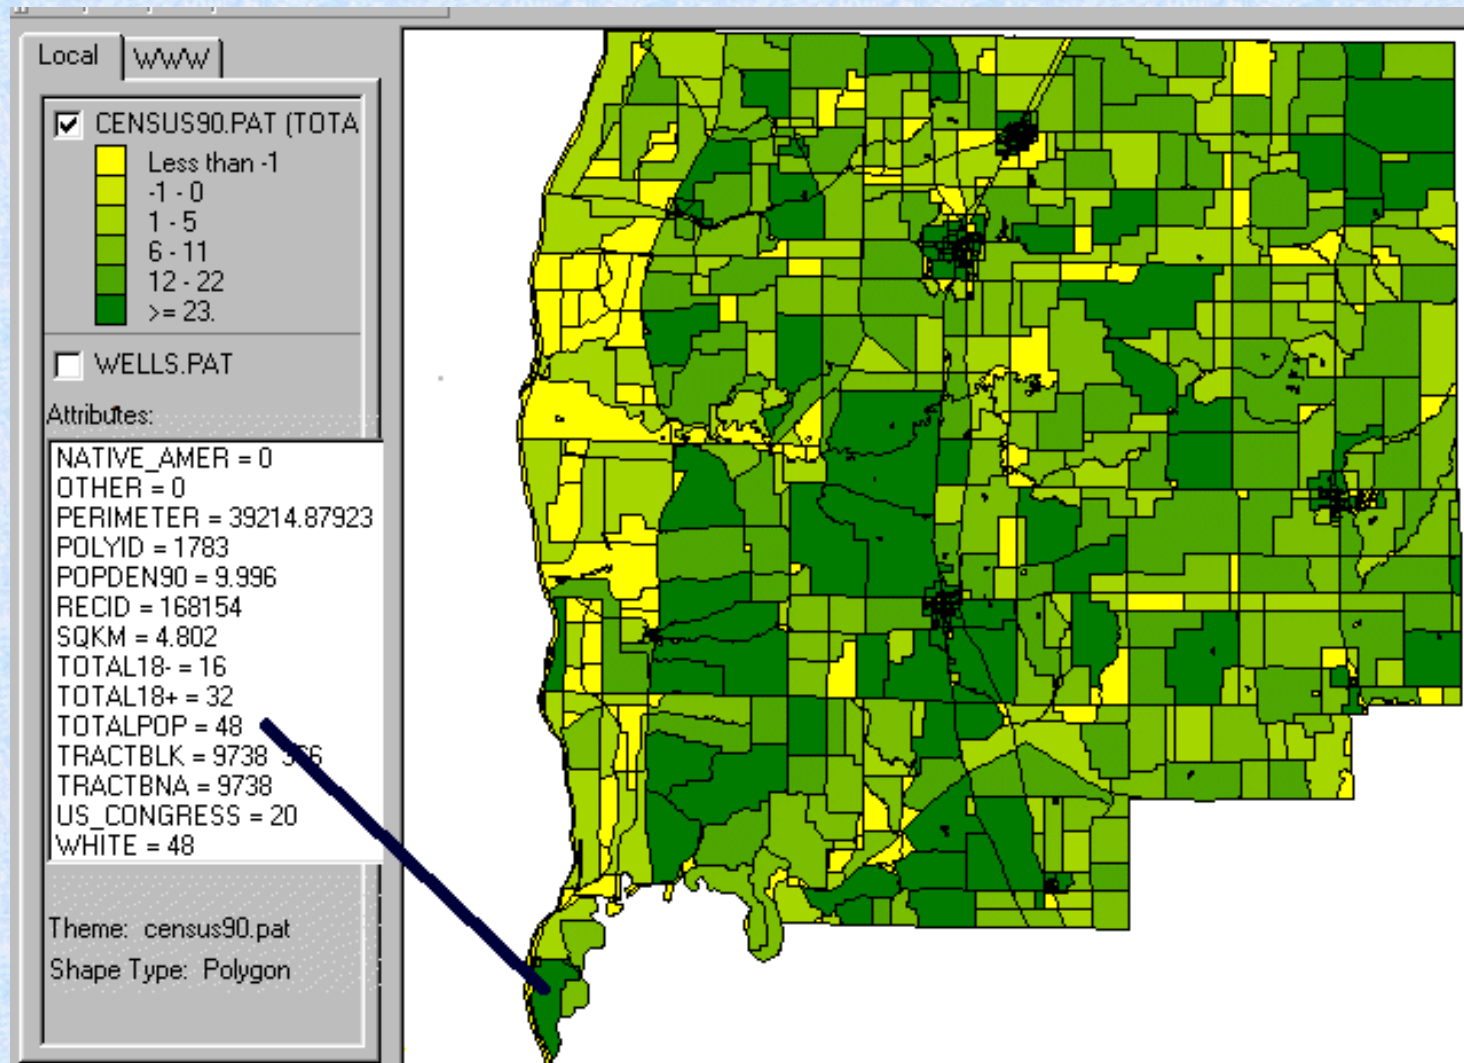 Local
WWW
CENSUS90.PAT (TOTA
Less than -1
-1 - 0
1 - 5
6 - 11
12 - 22
>= 23.
WELLS.PAT
Attributes:
NATIVE_AMER = 0
OTHER = 0
PERIMETER = 39214.87923
POLYID = 1783
POPDEN90 = 9.996
RECID = 168154
SQKM = 4.802
TOTAL18- = 16
TOTAL18+ = 32
TOTALPOP = 48
TRACTBLK = 9738
TRACTBNA = 9738
US_CONGRESS = 20
WHITE = 48
Theme: census90.pat
Shape Type: Polygon